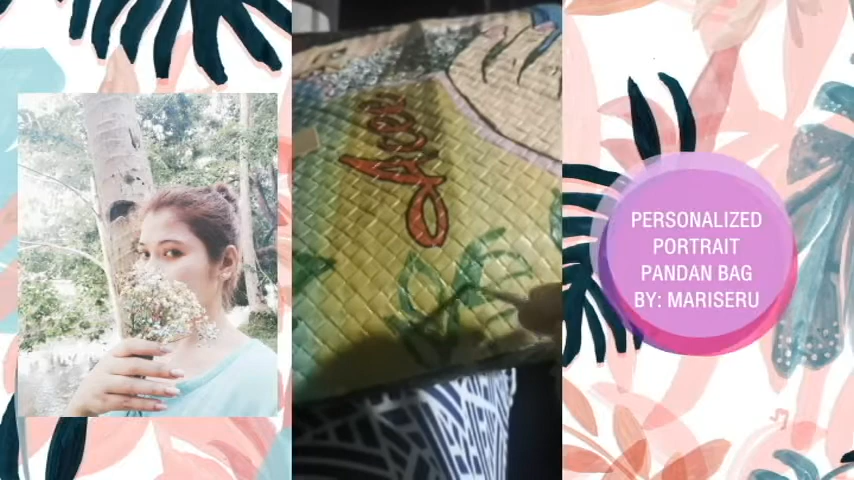 PERSONALIZED
PORTRAIT
PANDAN BAG
BY: MARISERU